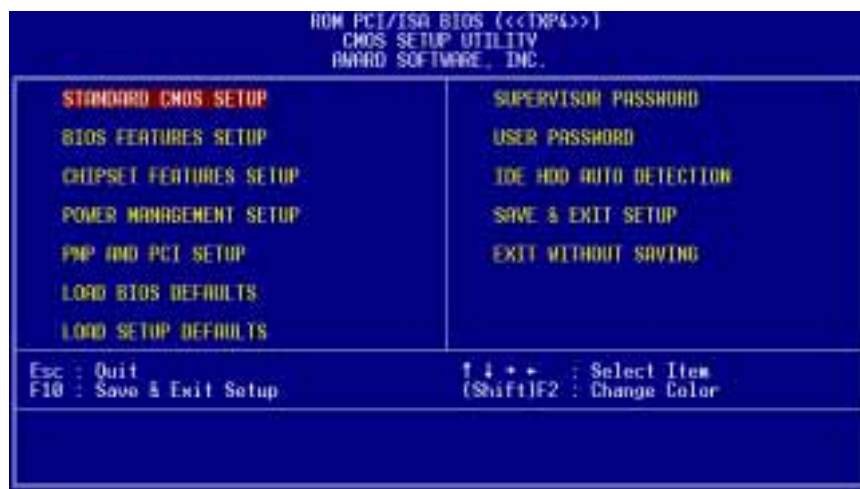 ROM PCI/ISA BIOS (<<TXP4>>)
CMOS SETUP UTILITY
AWARD SOFTWARE, INC.
STANDARD CMOS SETUP
BIOS FEATURES SETUP
CHIPSET FEATURES SETUP
POWER MANAGEMENT SETUP
PNP AND PCI SETUP
LOAD BIOS DEFAULTS
LOAD SETUP DEFAULTS
SUPERVISOR PASSWORD
USER PASSWORD
IDE HDD AUTO DETECTION
SAVE & EXIT SETUP
EXIT WITHOUT SAVING
Esc : Quit
F10 : Save & Exit Setup
↑ ↓ → ← : Select Item
(Shift)F2 : Change Color